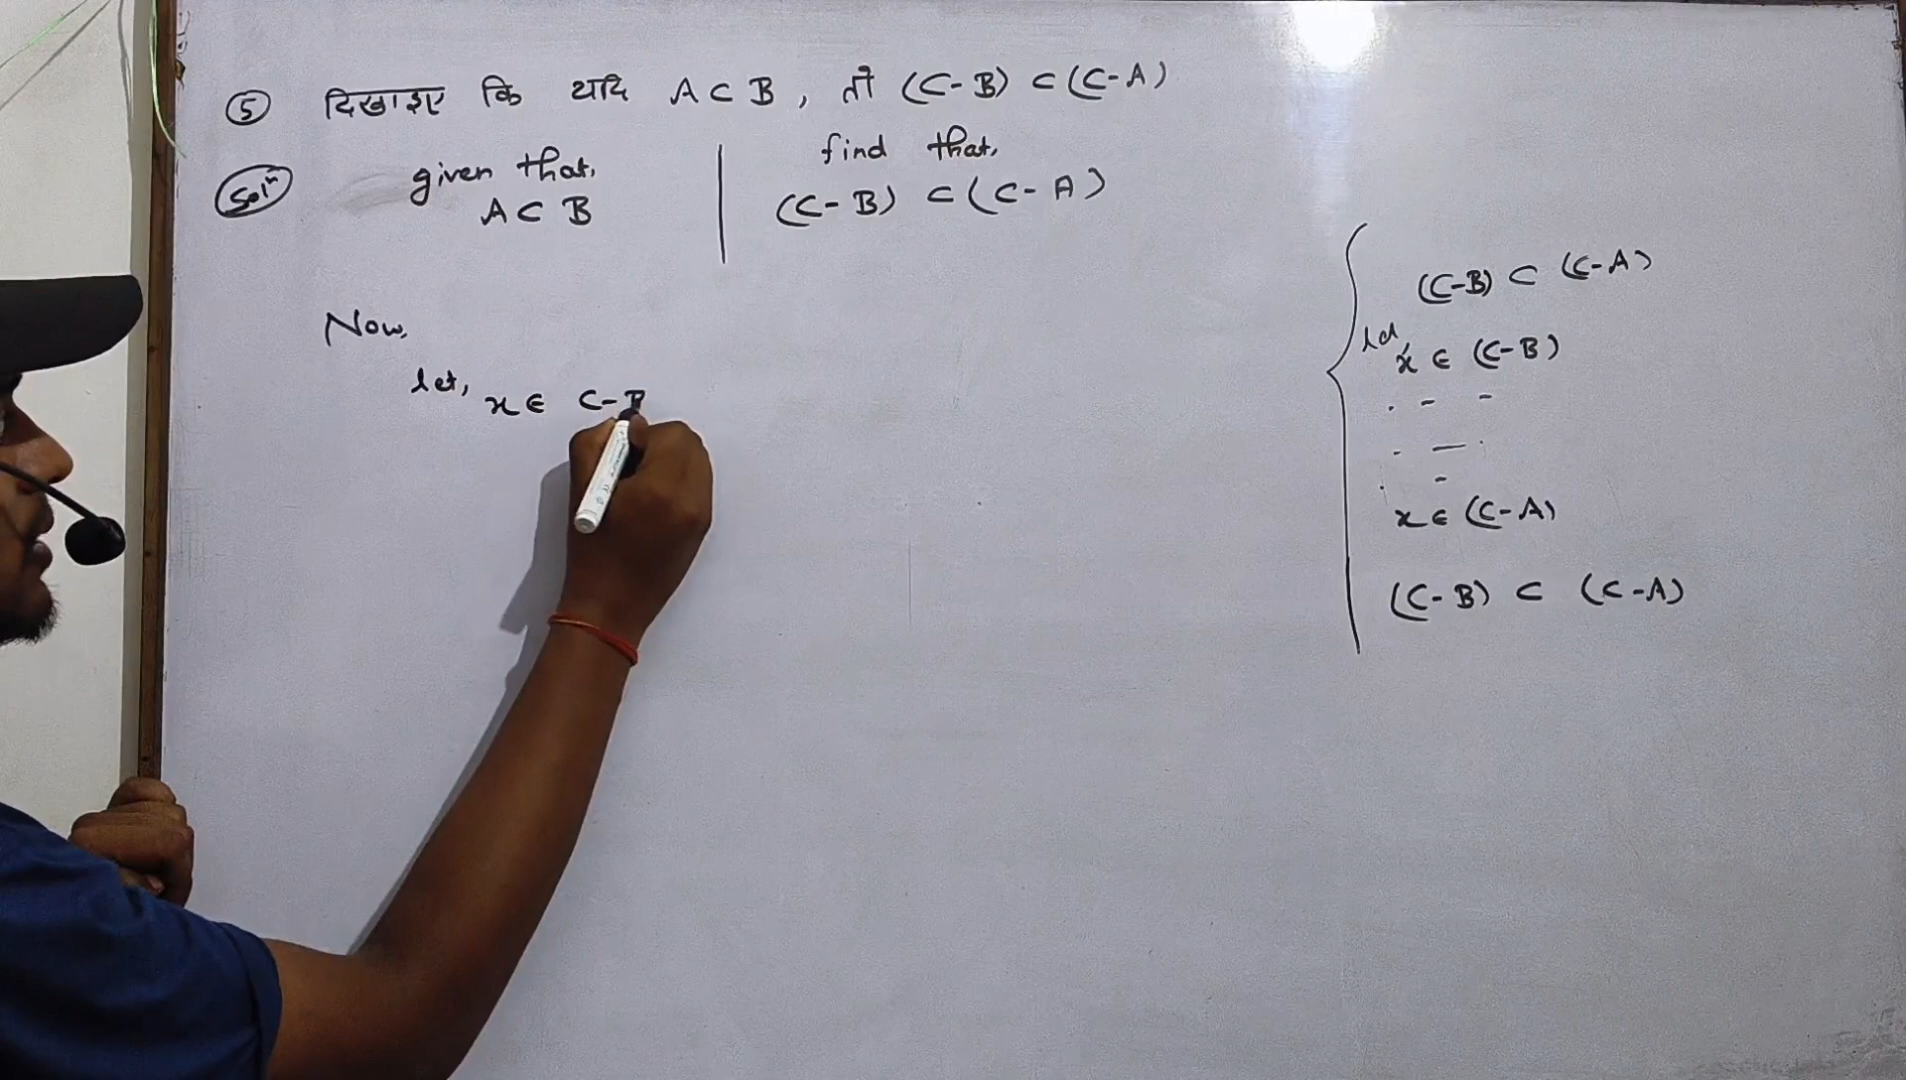 ⑤ दिखाइए कि यदि A ⊂ B, तो (C-B) ⊂ (C-A)
Solⁿ
given that,
A ⊂ B
find that,
(C-B) ⊂ (C-A)
Now,
let, x ∈ C-B
(C-B) ⊂ (C-A)
let, x ∈ (C-B)
. - -
. — .
. -
x ∈ (C-A)
(C-B) ⊂ (C-A)